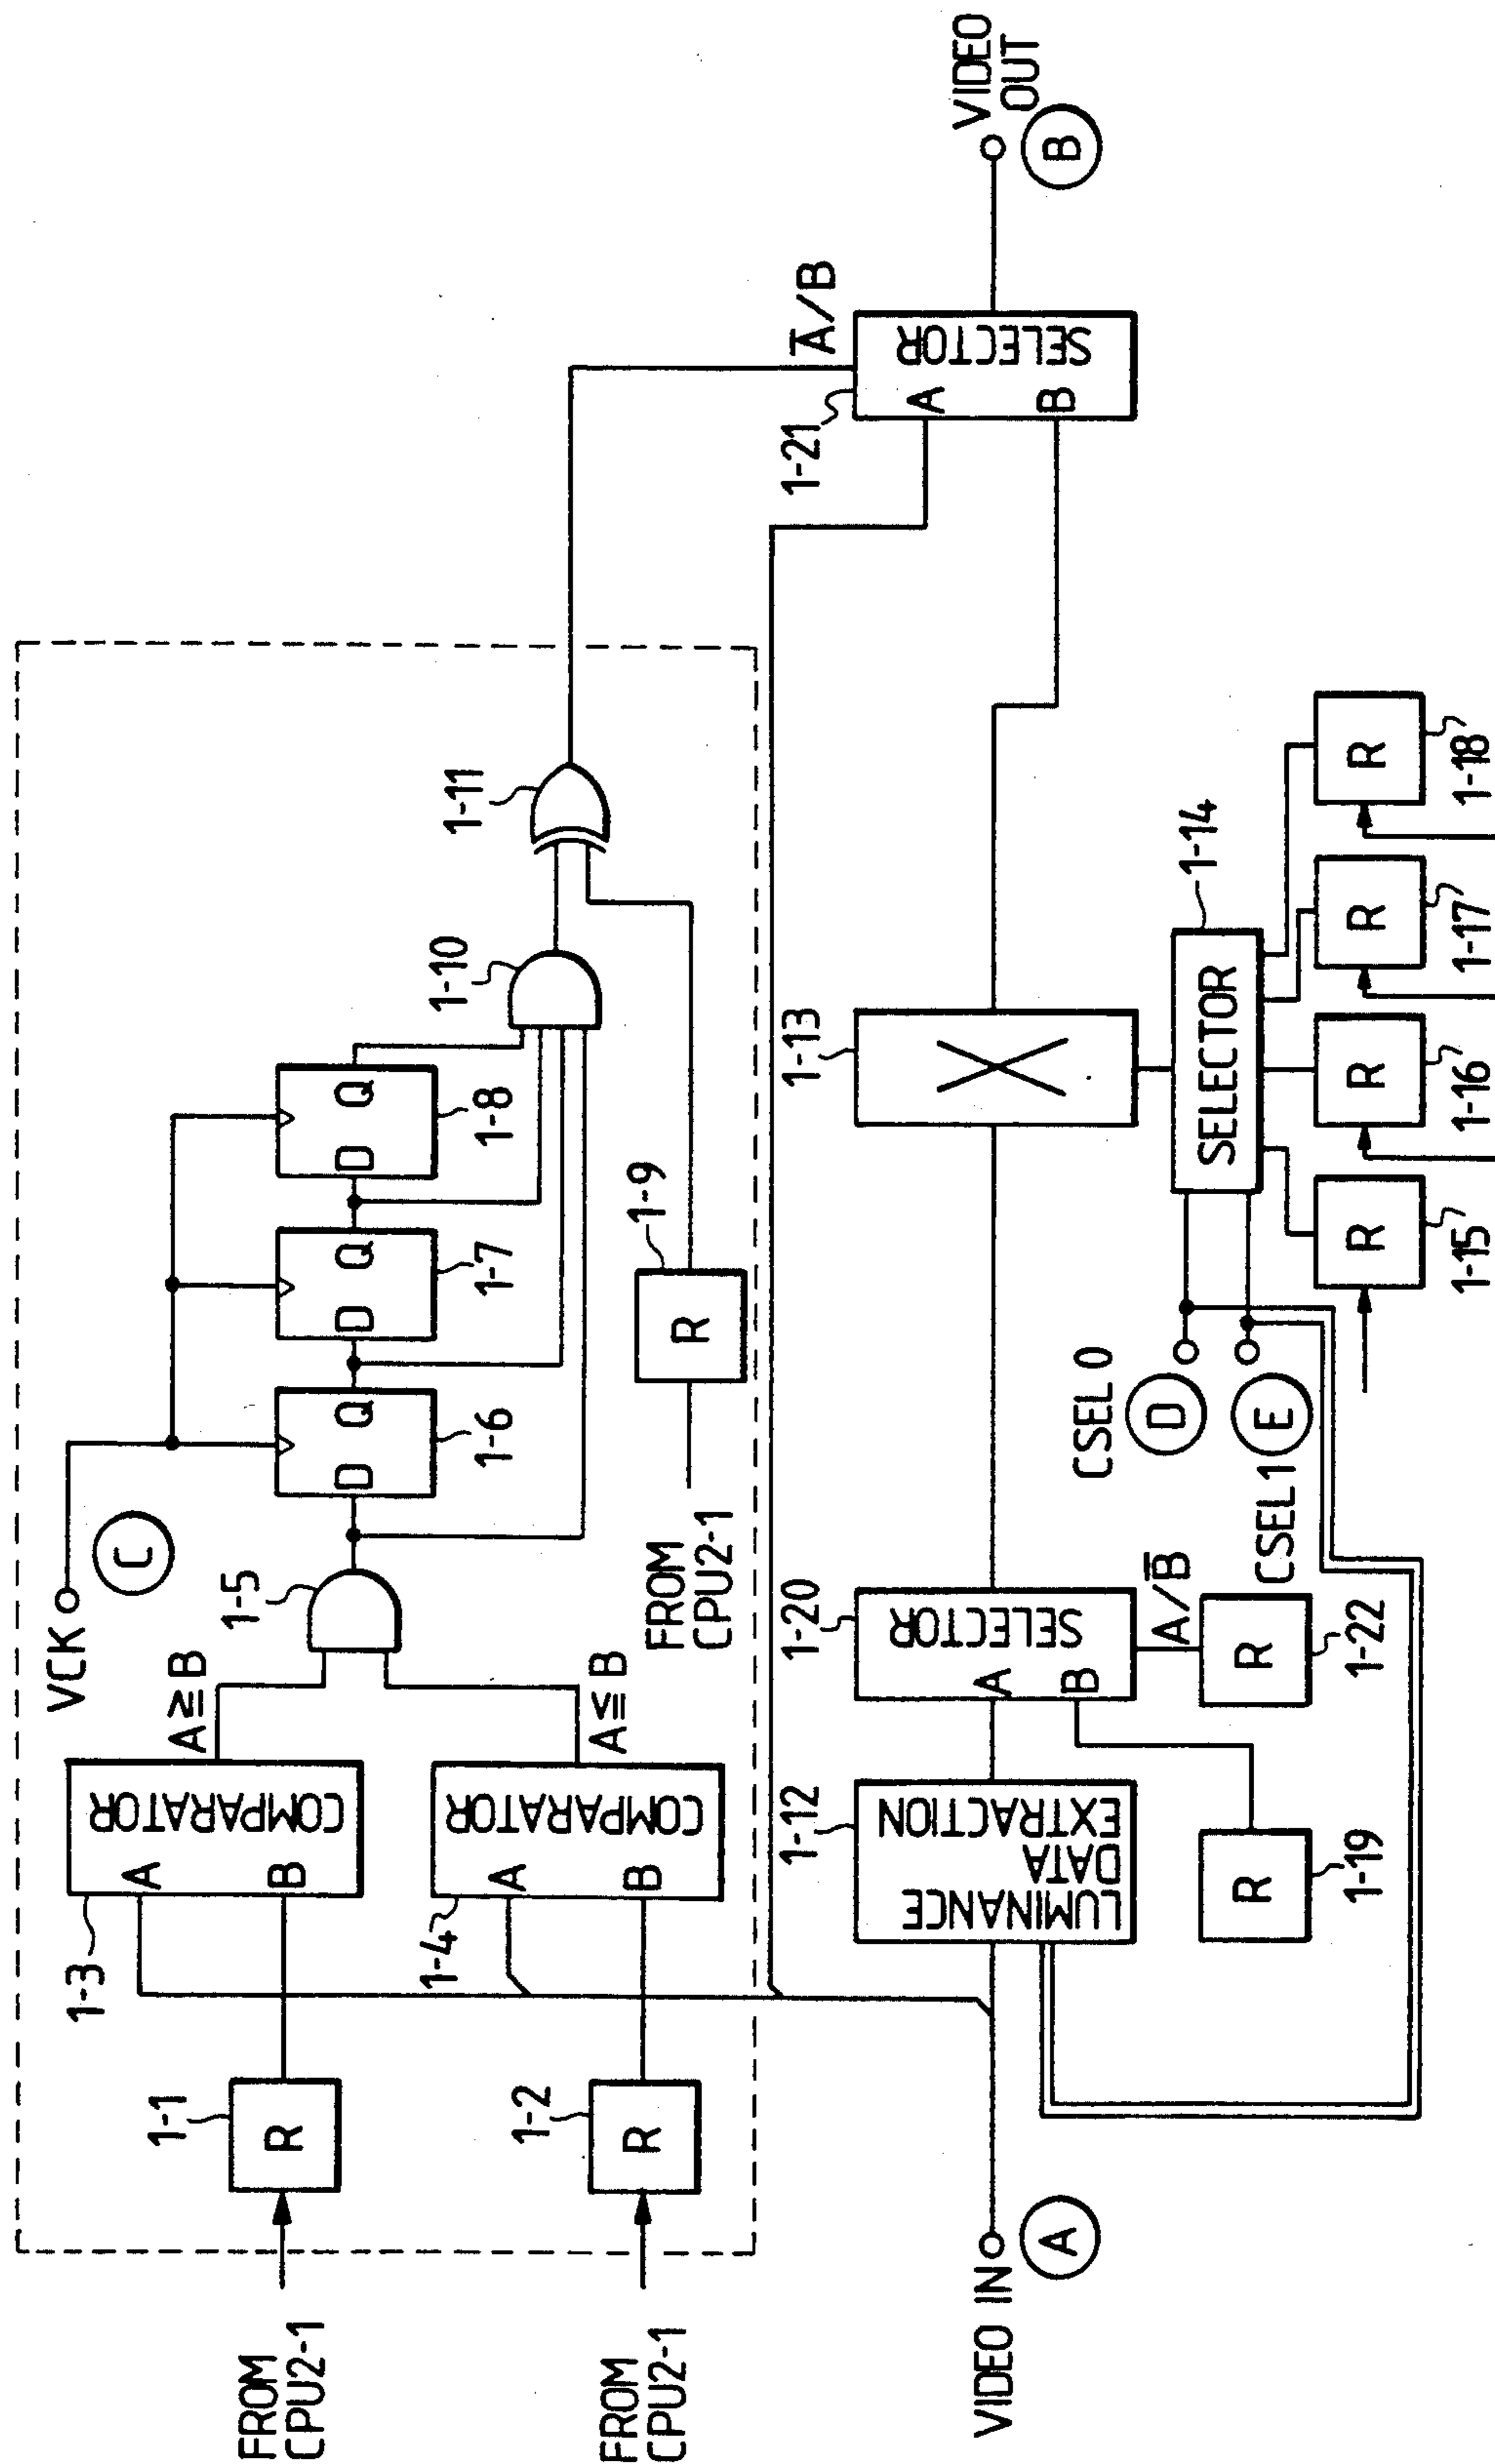 FROM
CPU2-1
1-1
R
FROM
CPU2-1
1-2
R
1-3
COMPARATOR
A
B
A≧B
1-4
COMPARATOR
A
B
A≦B
VCK
C
1-5
D
Q
1-6
D
Q
1-7
D
Q
1-8
FROM
CPU2-1
R
1-9
1-10
1-11
VIDEO IN
A
1-12
LUMINANCE
DATA
EXTRACTION
R
1-19
1-20
SELECTOR
A
B
A/B̅
R
1-22
1-13
X
CSEL 0
D
CSEL 1
E
SELECTOR
1-14
R
1-15
R
1-16
R
1-17
R
1-18
1-21
SELECTOR
A
B
A̅/B
VIDEO
OUT
B